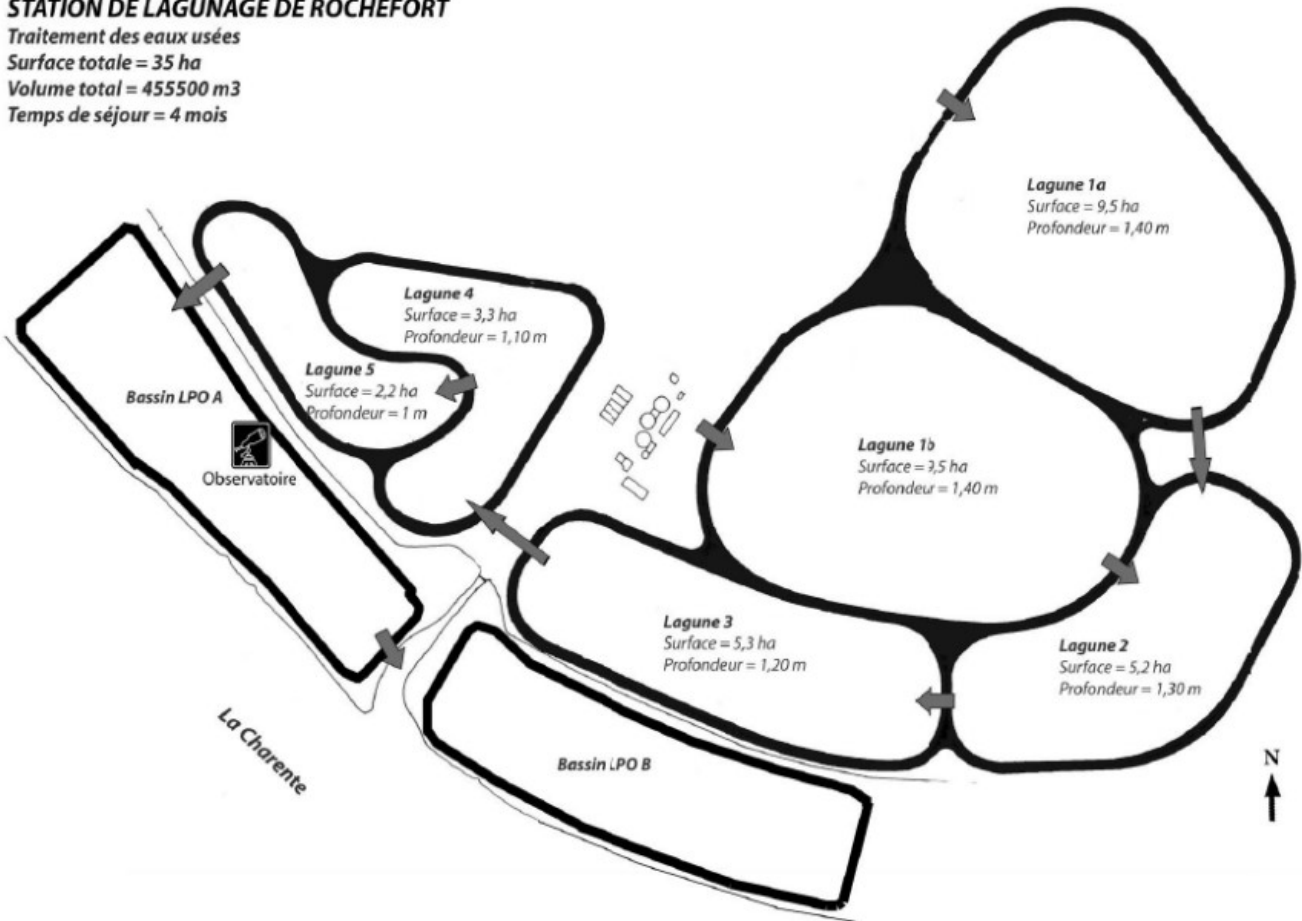 STATION DE LAGUNAGE DE ROCHEFORT
Traitement des eaux usées
Surface totale = 35 ha
Volume total = 455500 m3
Temps de séjour = 4 mois
Lagune 1a
Surface = 9,5 ha
Profondeur = 1,40 m
Lagune 4
Surface = 3,3 ha
Profondeur = 1,10 m
Lagune 5
Surface = 2,2 ha
Profondeur = 1 m
Bassin LPO A
Observatoire
Lagune 1b
Surface = 9,5 ha
Profondeur = 1,40 m
Lagune 3
Surface = 5,3 ha
Profondeur = 1,20 m
Lagune 2
Surface = 5,2 ha
Profondeur = 1,30 m
La Charente
Bassin LPO B
N